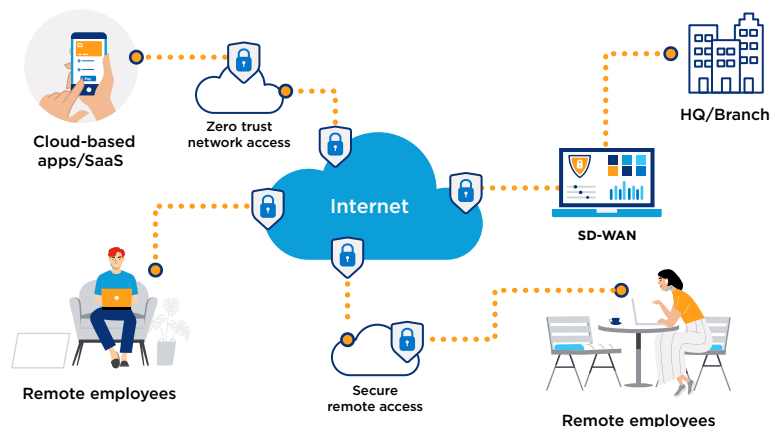 Cloud-based
apps/SaaS
Pay
Zero trust
network access
HQ/Branch
Internet
SD-WAN
Remote employees
Secure
remote access
Remote employees